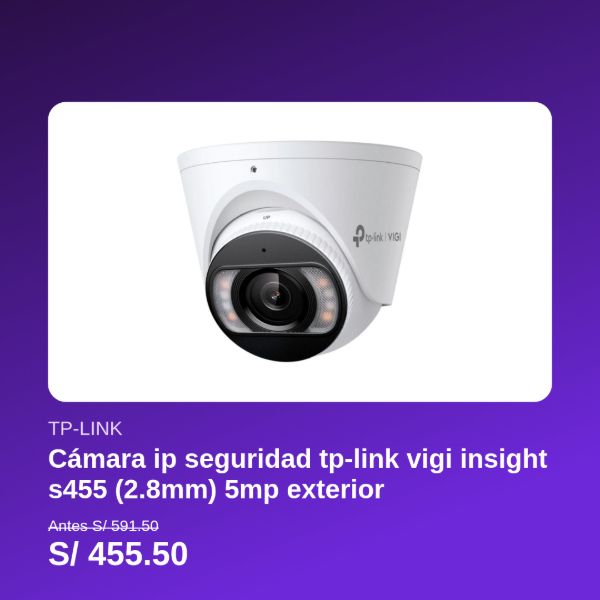 UP
tp-link | VIGI
TP-LINK
Cámara ip seguridad tp-link vigi insight
s455 (2.8mm) 5mp exterior
Antes S/ 591.50
S/ 455.50